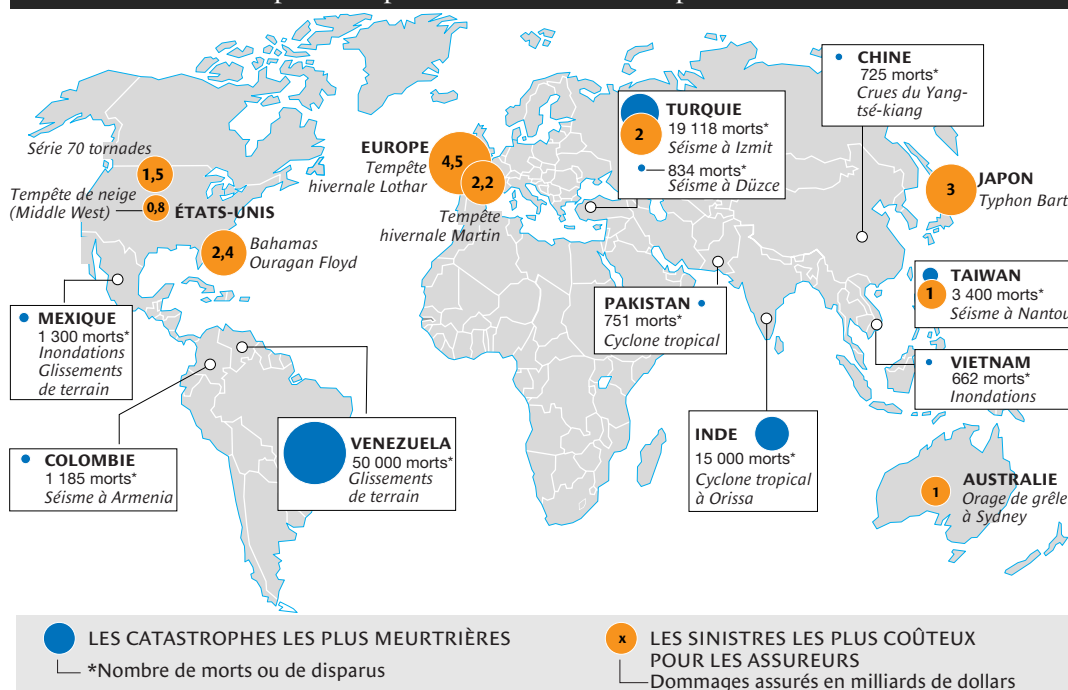 CHINE
725 morts*
Crues du Yang-
tsé-kiang
TURQUIE
2
19 118 morts*
Séisme à Izmit
834 morts*
Séisme à Düzce
Série 70 tornades
1,5
Tempête de neige
(Middle West)
0,8
ÉTATS-UNIS
2,4
Bahamas
Ouragan Floyd
EUROPE
Tempête
hivernale Lothar
4,5
2,2
Tempête
hivernale Martin
3
JAPON
Typhon Bart
TAIWAN
1
3 400 morts*
Séisme à Nantou
MEXIQUE
1 300 morts*
Inondations
Glissements
de terrain
PAKISTAN
751 morts*
Cyclone tropical
VIETNAM
662 morts*
Inondations
COLOMBIE
1 185 morts*
Séisme à Armenia
VENEZUELA
50 000 morts*
Glissements
de terrain
INDE
15 000 morts*
Cyclone tropical
à Orissa
1
AUSTRALIE
Orage de grêle
à Sydney
LES CATASTROPHES LES PLUS MEURTRIÈRES
*Nombre de morts ou de disparus
x
LES SINISTRES LES PLUS COÛTEUX
POUR LES ASSUREURS
Dommages assurés en milliards de dollars